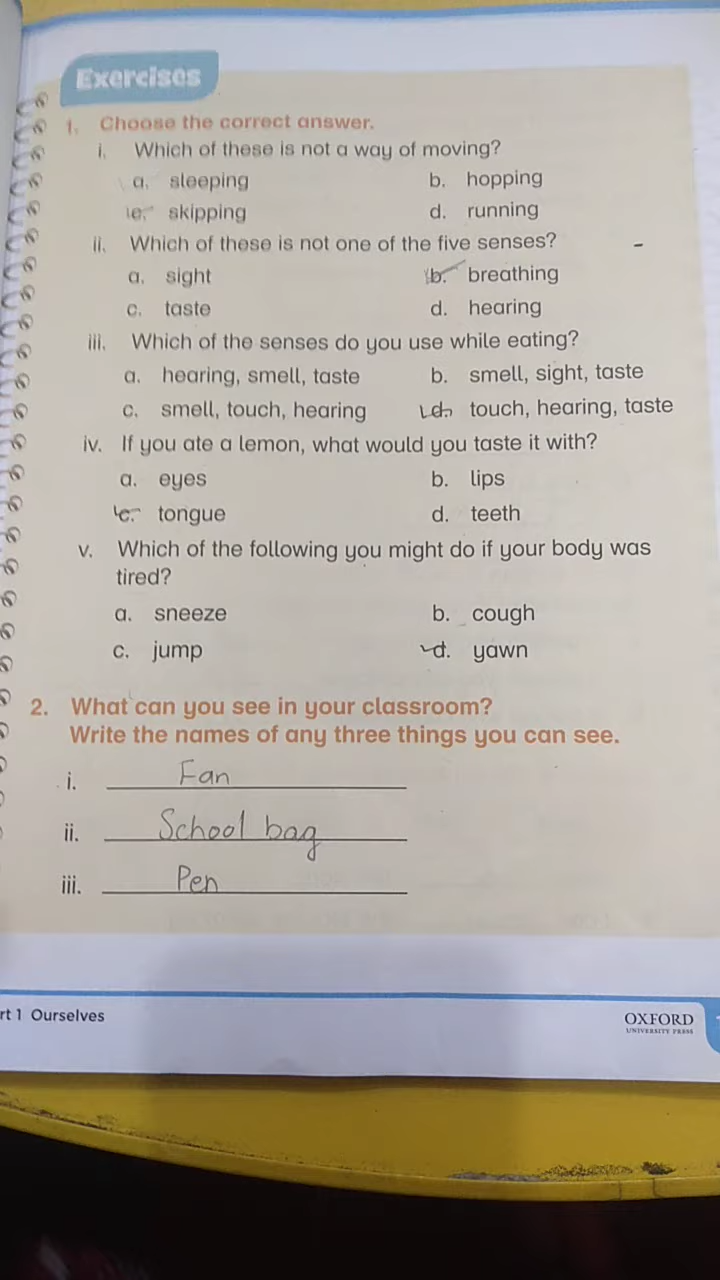 Exercises
1. Choose the correct answer.
i. Which of these is not a way of moving?
a. sleeping b. hopping
c. skipping d. running
ii. Which of these is not one of the five senses?
a. sight b. breathing
c. taste d. hearing
iii. Which of the senses do you use while eating?
a. hearing, smell, taste b. smell, sight, taste
c. smell, touch, hearing d. touch, hearing, taste
iv. If you ate a lemon, what would you taste it with?
a. eyes b. lips
c. tongue d. teeth
v. Which of the following you might do if your body was
tired?
a. sneeze b. cough
c. jump d. yawn
2. What can you see in your classroom?
Write the names of any three things you can see.
i. Fan
ii. School bag
iii. Pen
rt 1 Ourselves OXFORD
UNIVERSITY PRESS